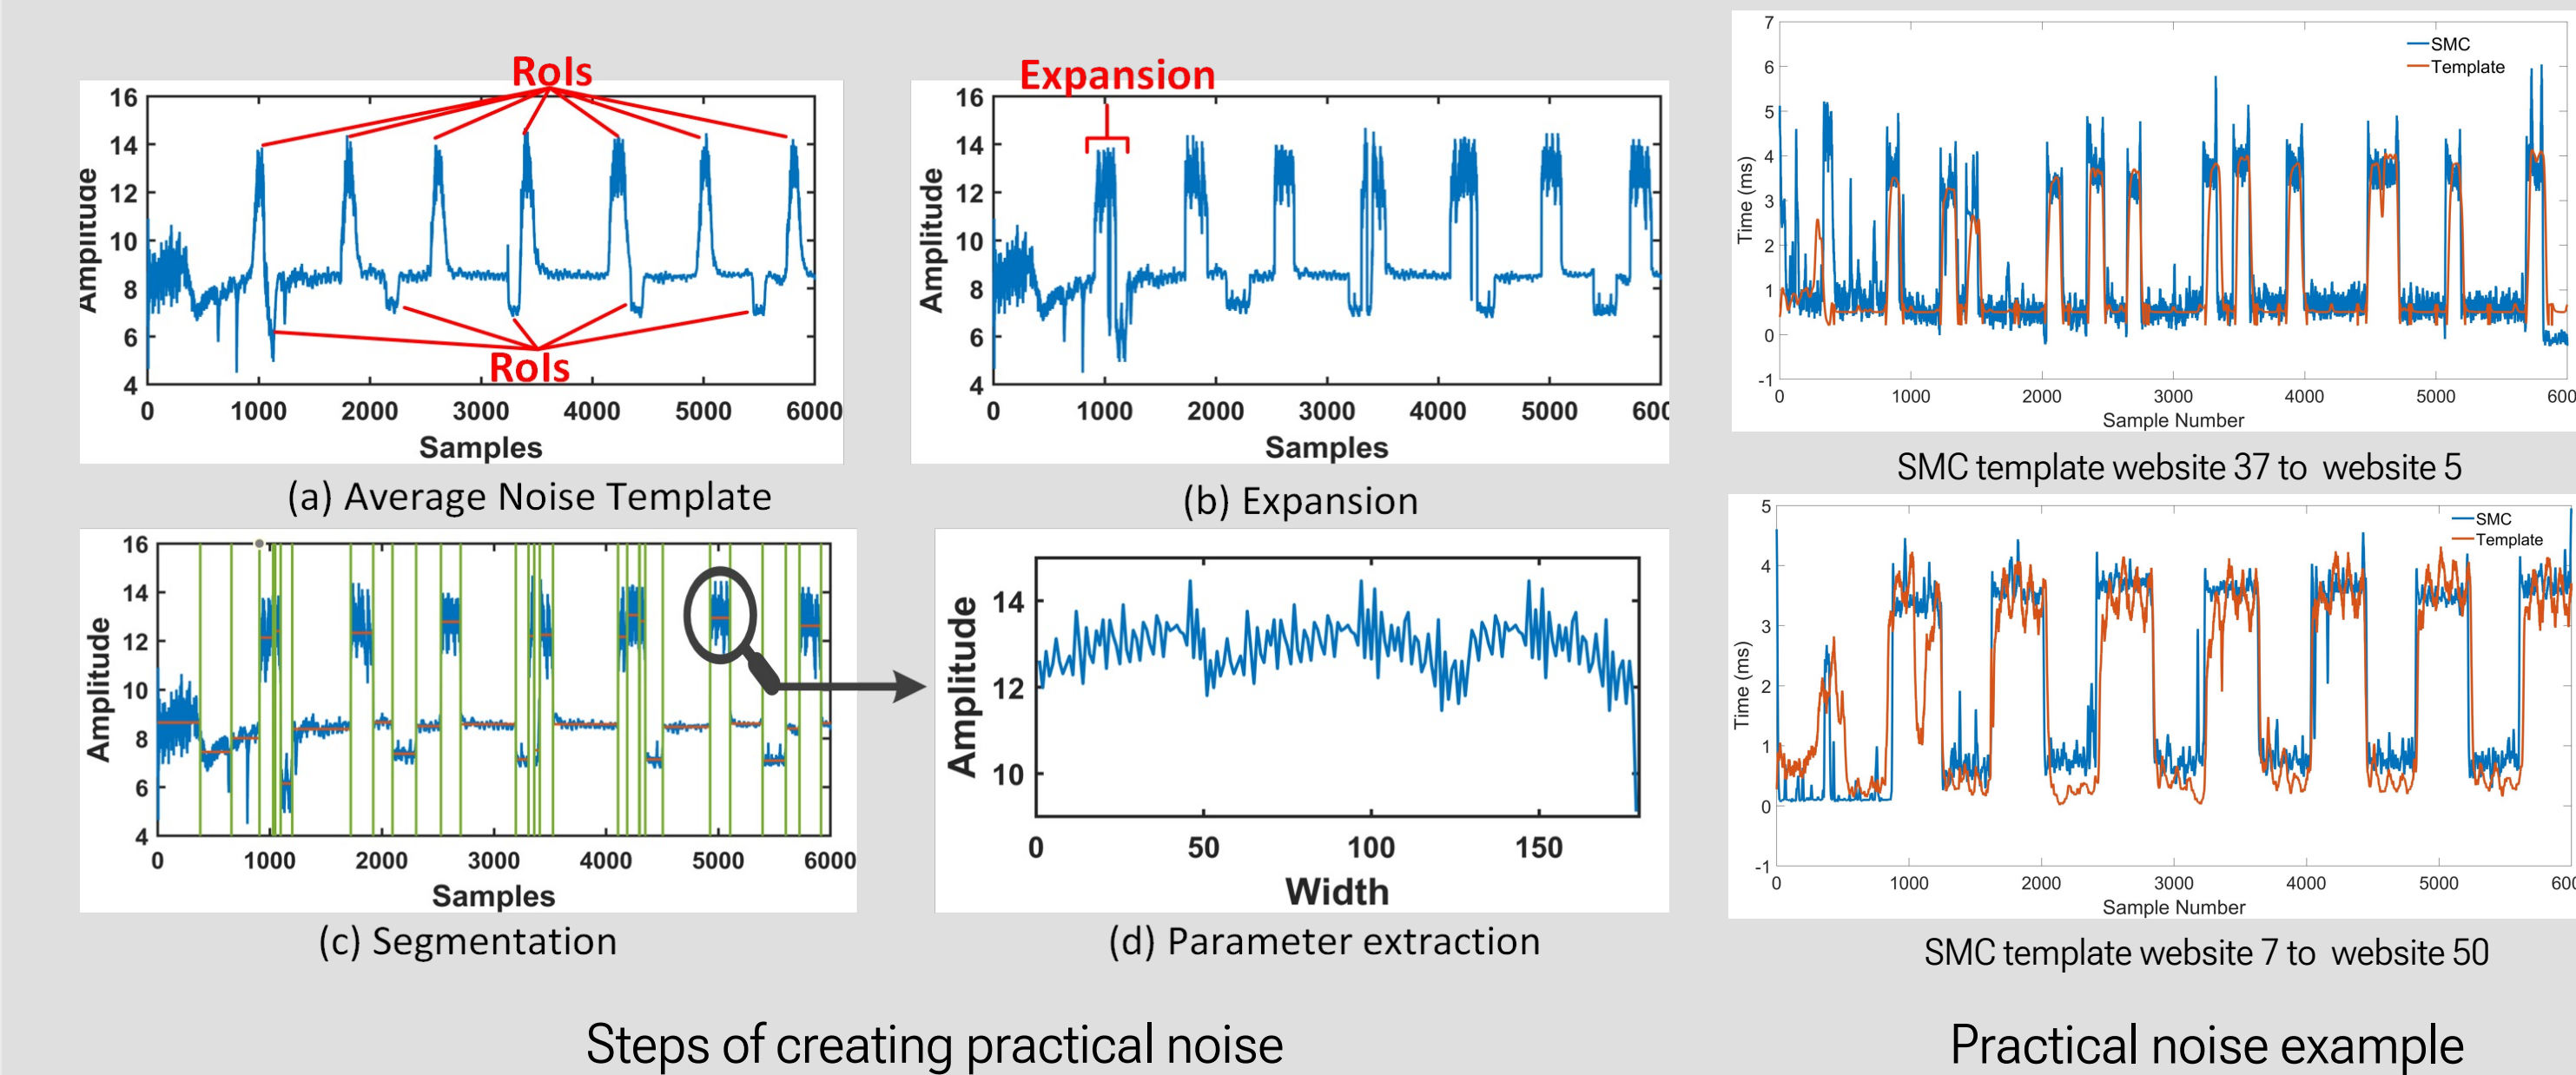 RoIs
16
14
12
10
8
6
4
Amplitude
RoIs
0 1000 2000 3000 4000 5000 6000
Samples
(a) Average Noise Template
Expansion
16
14
12
10
8
6
4
Amplitude
0 1000 2000 3000 4000 5000 600
Samples
(b) Expansion
16
14
12
10
8
6
4
Amplitude
0 1000 2000 3000 4000 5000 6000
Samples
(c) Segmentation
14
12
10
Amplitude
0 50 100 150
Width
(d) Parameter extraction
Steps of creating practical noise
7
6
5
4
3
2
1
0
-1
Time (ms)
SMC
Template
0 1000 2000 3000 4000 5000 600
Sample Number
SMC template website 37 to website 5
5
4
3
2
1
0
-1
Time (ms)
SMC
Template
0 1000 2000 3000 4000 5000 600
Sample Number
SMC template website 7 to website 50
Practical noise example